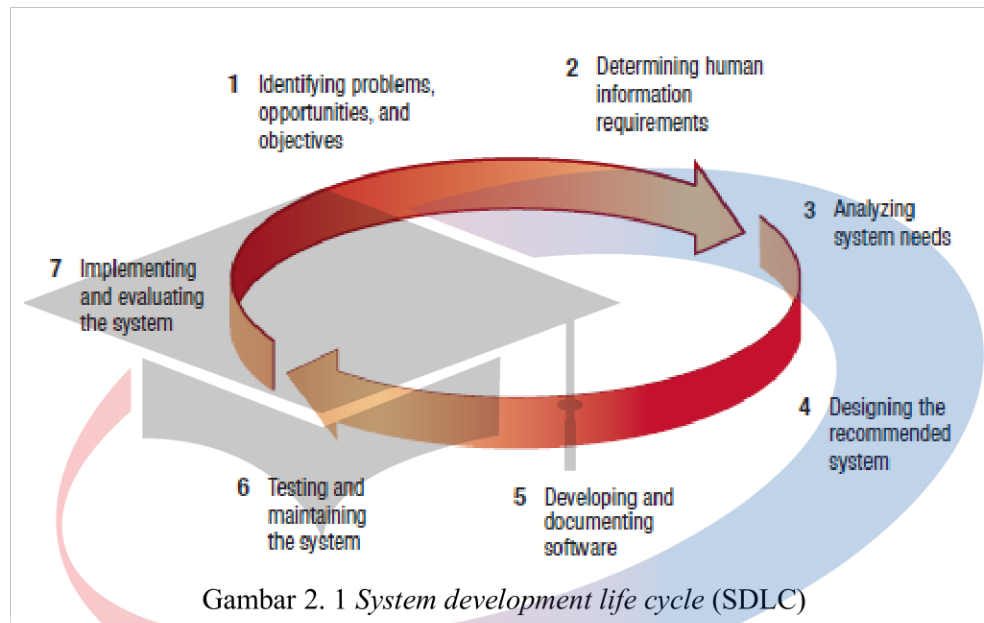 1 Identifying problems,
opportunities, and
objectives
2 Determining human
information
requirements
3 Analyzing
system needs
4 Designing the
recommended
system
5 Developing and
documenting
software
6 Testing and
maintaining
the system
7 Implementing
and evaluating
the system
Gambar 2. 1 System development life cycle (SDLC)